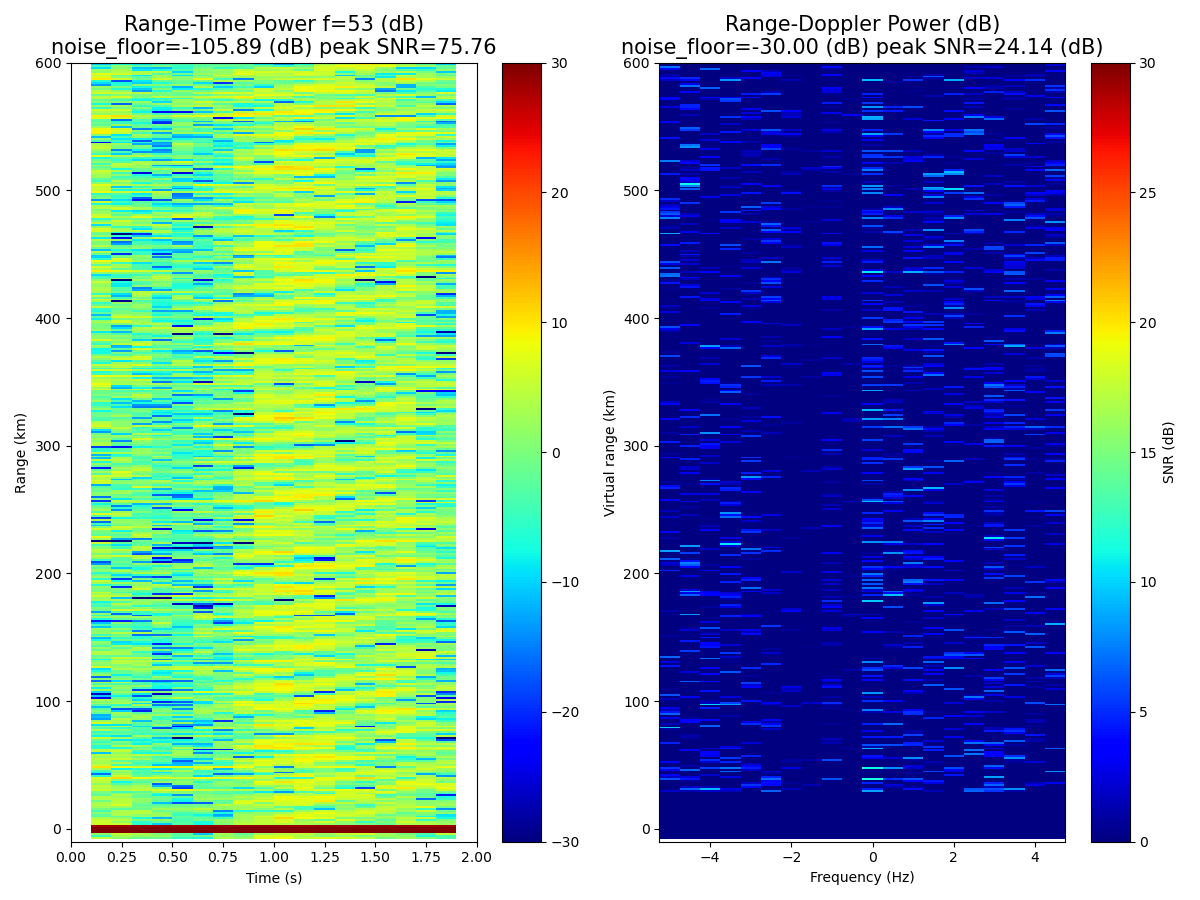 Range-Time Power f=53 (dB)
noise_floor=-105.89 (dB) peak SNR=75.76
Range-Doppler Power (dB)
noise_floor=-30.00 (dB) peak SNR=24.14 (dB)
600
500
400
300
200
100
0
Range (km)
0.00 0.25 0.50 0.75 1.00 1.25 1.50 1.75 2.00
Time (s)
30
20
10
0
−10
−20
−30
600
500
400
300
200
100
0
Virtual range (km)
−4 −2 0 2 4
Frequency (Hz)
30
25
20
15
10
5
0
SNR (dB)